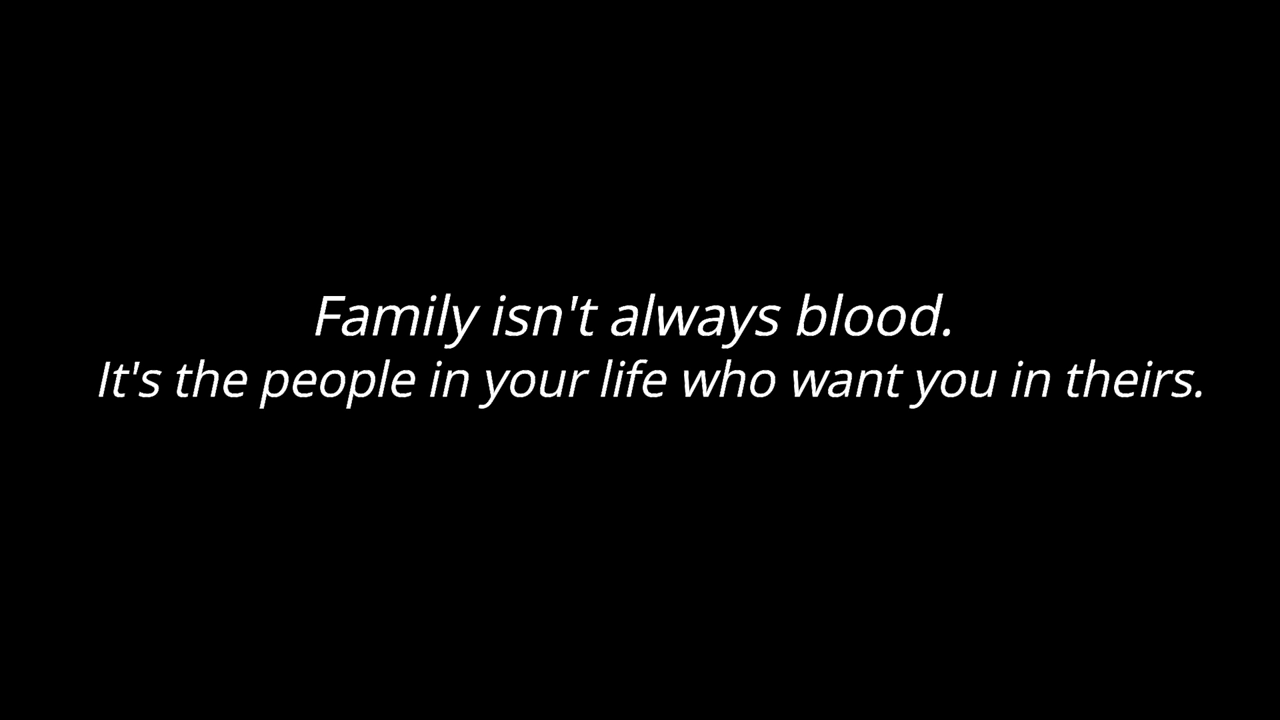 Family isn't always blood.
It's the people in your life who want you in theirs.